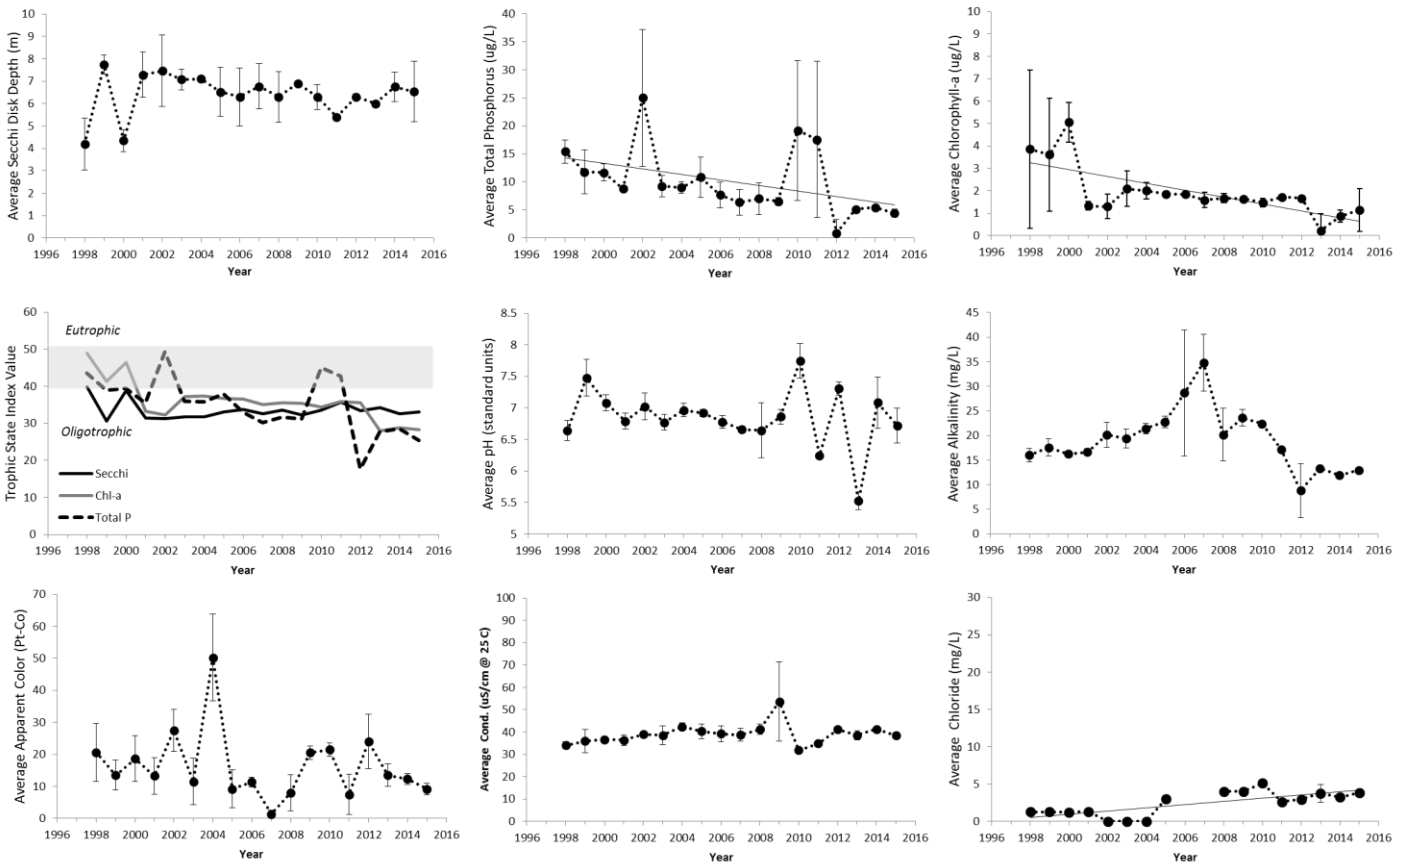 Average Secchi Disk Depth (m)
10
9
8
7
6
5
4
3
2
1
0
1996 1998 2000 2002 2004 2006 2008 2010 2012 2014 2016
Year
Average Total Phosphorus (ug/L)
40
35
30
25
20
15
10
5
0
1996 1998 2000 2002 2004 2006 2008 2010 2012 2014 2016
Year
Average Chlorophyll-a (ug/L)
10
9
8
7
6
5
4
3
2
1
0
1996 1998 2000 2002 2004 2006 2008 2010 2012 2014 2016
Year
Trophic State Index Value
60
50
40
30
20
10
0
Eutrophic
Oligotrophic
Secchi
Chl-a
Total P
1996 1998 2000 2002 2004 2006 2008 2010 2012 2014 2016
Year
Average pH (standard units)
8.5
8
7.5
7
6.5
6
5.5
5
1996 1998 2000 2002 2004 2006 2008 2010 2012 2014 2016
Year
Average Alkalinity (mg/L)
45
40
35
30
25
20
15
10
5
0
1996 1998 2000 2002 2004 2006 2008 2010 2012 2014 2016
Year
Average Apparent Color (Pt-Co)
70
60
50
40
30
20
10
0
1996 1998 2000 2002 2004 2006 2008 2010 2012 2014 2016
Year
Average Cond. (uS/cm @ 25 C)
100
90
80
70
60
50
40
30
20
10
0
1996 1998 2000 2002 2004 2006 2008 2010 2012 2014 2016
Year
Average Chloride (mg/L)
30
25
20
15
10
5
0
1996 1998 2000 2002 2004 2006 2008 2010 2012 2014 2016
Year